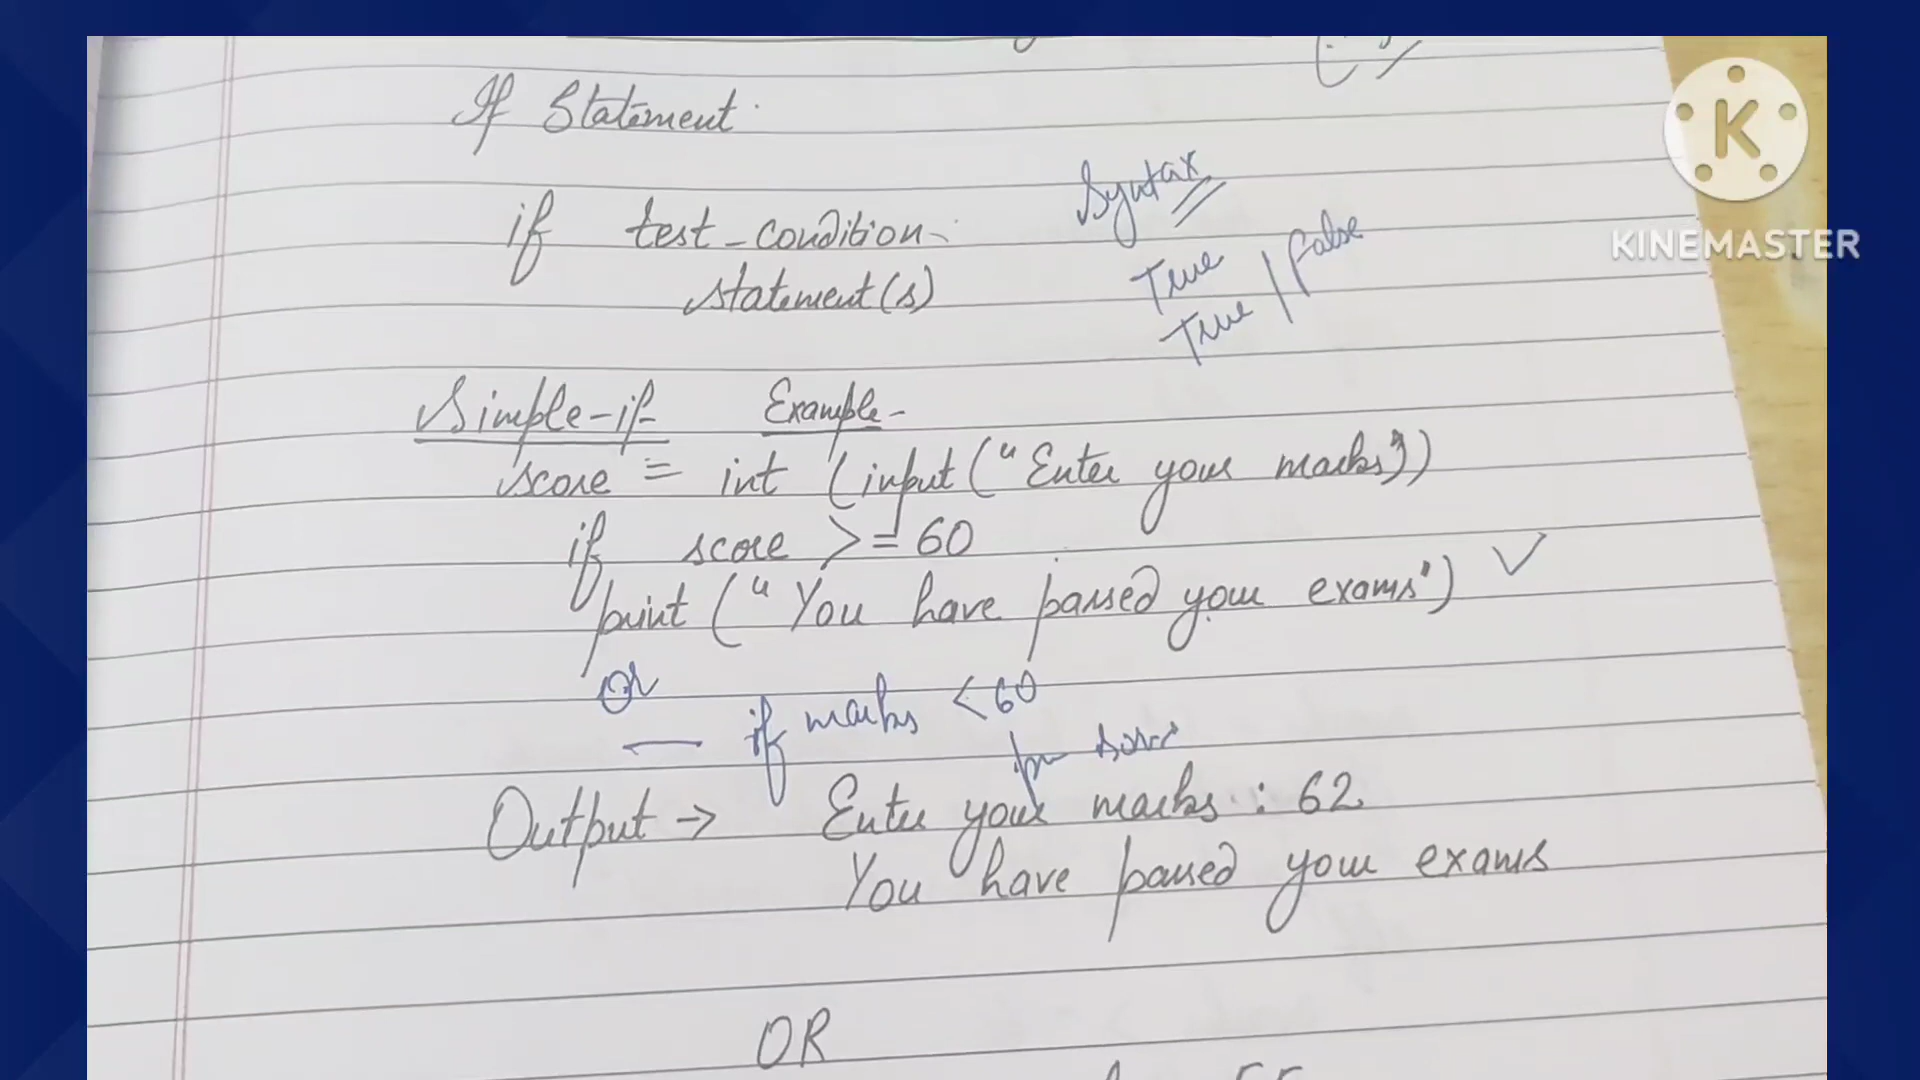 If Statement.
Syntax
if test_condition
True
statement(s)
True | False
Simple-if Example-
score = int (input("Enter your marks"))
if score >= 60
print ("You have passed your exams")
Or
if marks < 60
Output → Enter your marks : 62
You have passed your exams
OR
KINEMASTER
K